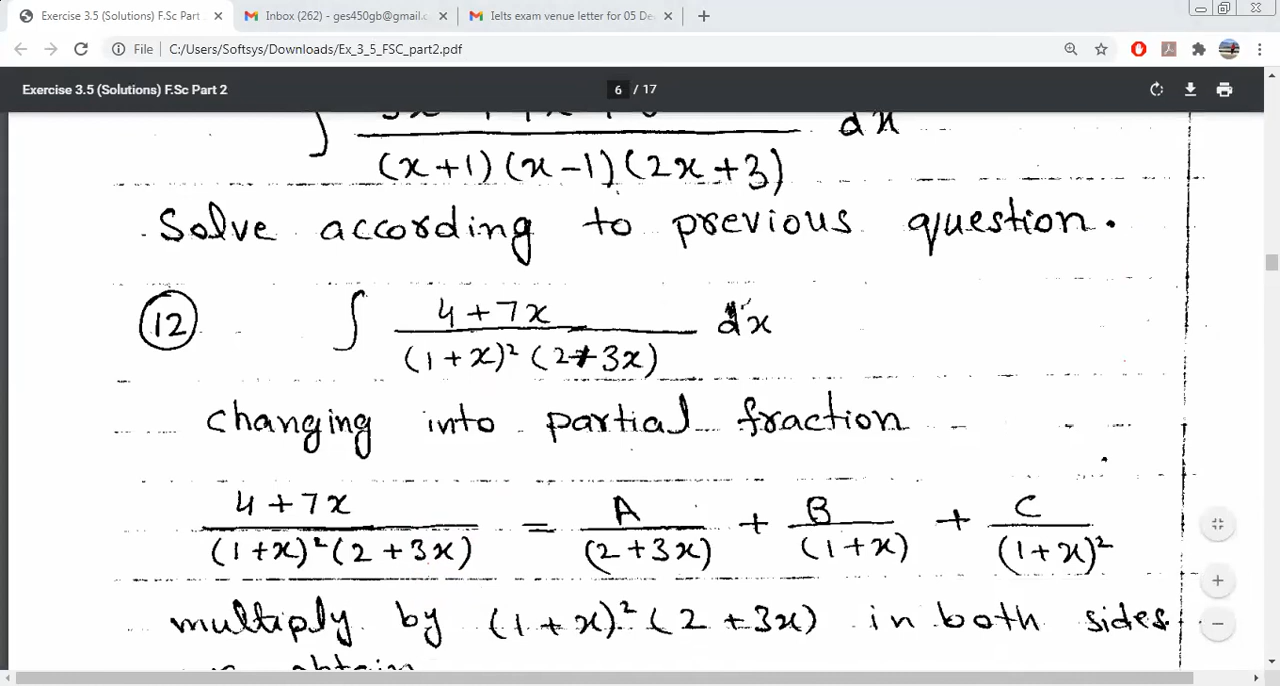 Exercise 3.5 (Solutions) F.Sc Part
Inbox (262) - ges450gb@gmail.c
Ielts exam venue letter for 05 De
File C:/Users/Softsys/Downloads/Ex_3_5_FSC_part2.pdf
Exercise 3.5 (Solutions) F.Sc Part 2 6 / 17
dx
(x+1)(x-1)(2x+3)
Solve according to previous question.
12 ∫ 4+7x / (1+x)² (2+3x) dx
changing into partial fraction
4+7x / (1+x)²(2+3x) = A / (2+3x) + B / (1+x) + C / (1+x)²
multiply by (1+x)²(2+3x) in both sides.
obtain